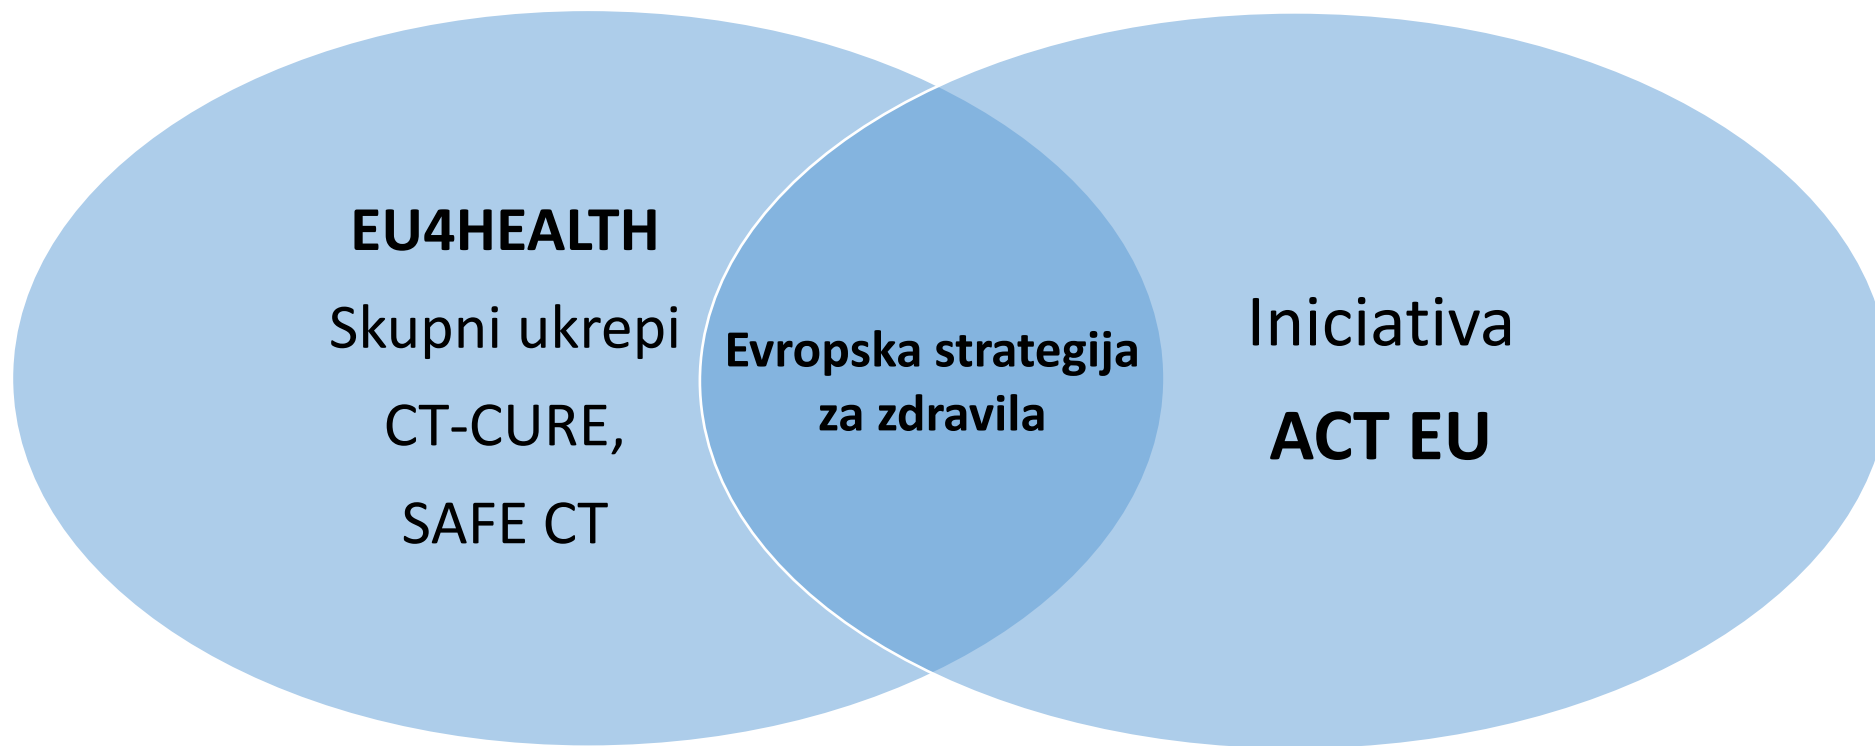 EU4HEALTH
Skupni ukrepi
CT-CURE,
SAFE CT
Evropska strategija
za zdravila
Iniciativa
ACT EU